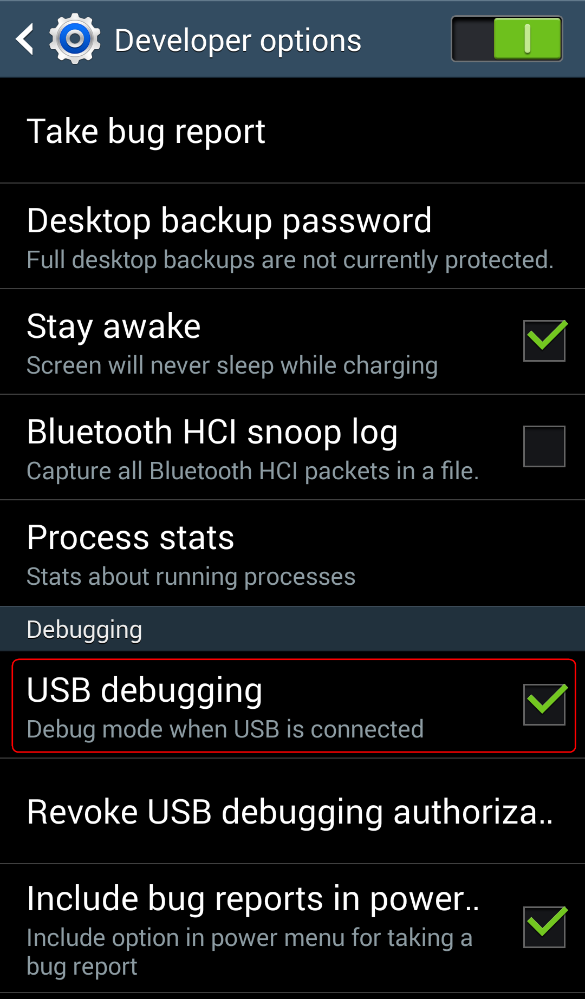 Developer options
Take bug report
Desktop backup password
Full desktop backups are not currently protected.
Stay awake
Screen will never sleep while charging
Bluetooth HCI snoop log
Capture all Bluetooth HCI packets in a file.
Process stats
Stats about running processes
Debugging
USB debugging
Debug mode when USB is connected
Revoke USB debugging authoriza..
Include bug reports in power..
Include option in power menu for taking a
bug report